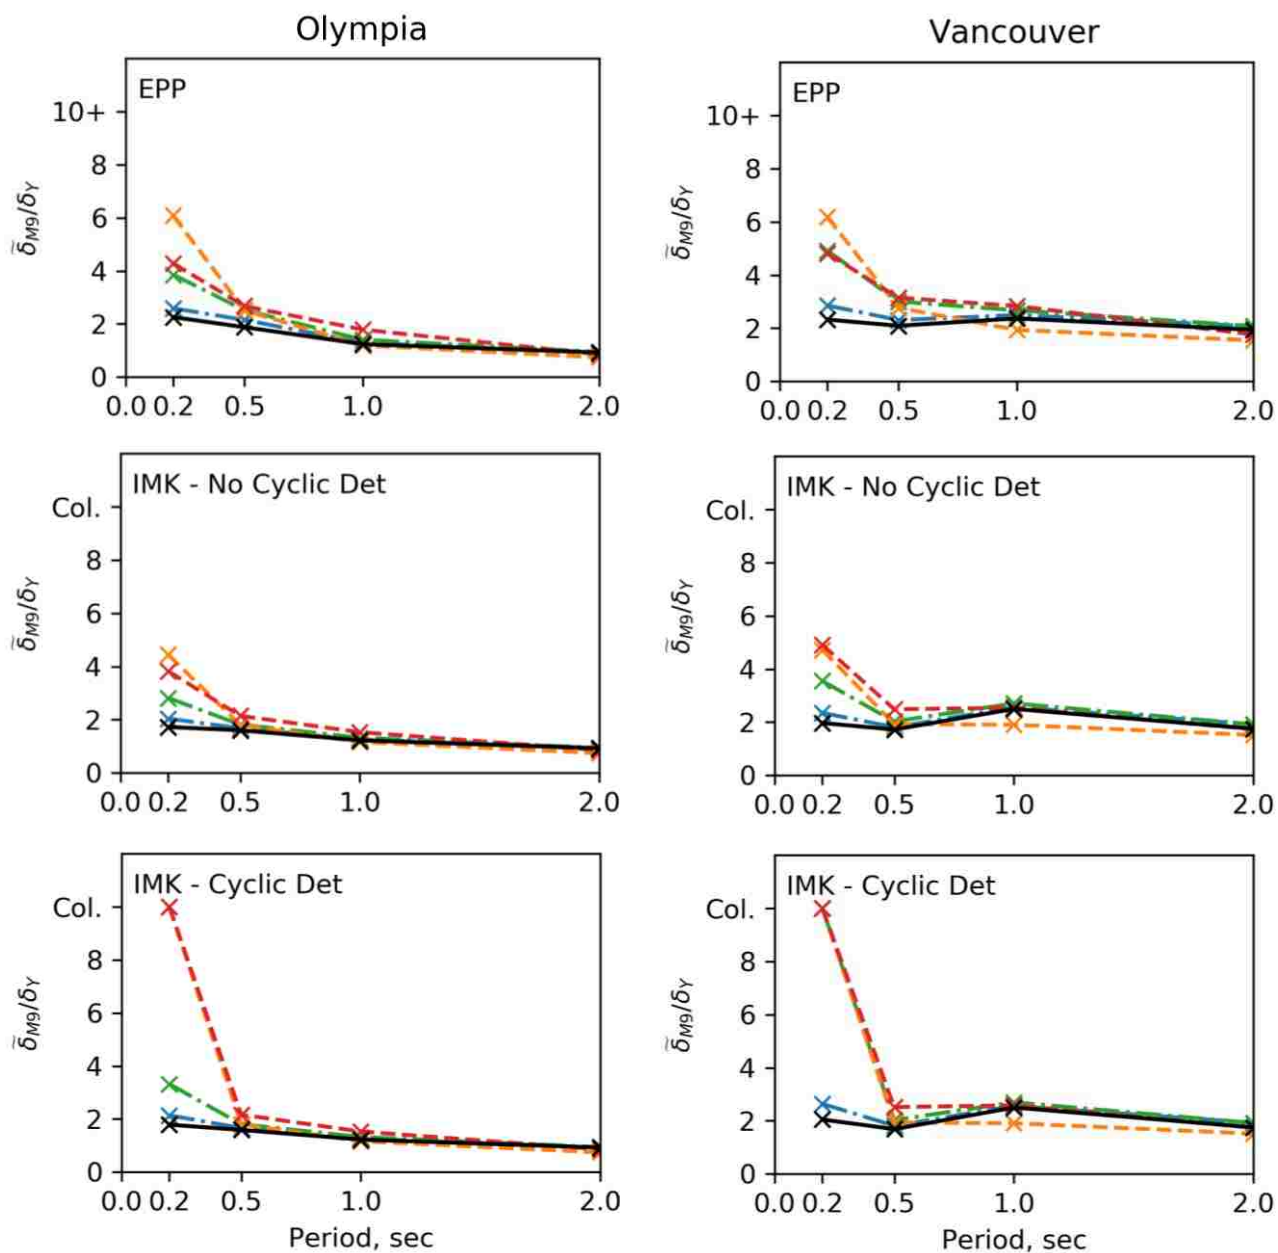 Olympia
EPP
10+
8
6
4
2
0
δ̃M9/δY
0.0 0.2 0.5 1.0 2.0
Vancouver
EPP
10+
8
6
4
2
0
δ̃M9/δY
0.0 0.2 0.5 1.0 2.0
IMK - No Cyclic Det
Col.
8
6
4
2
0
δ̃M9/δY
0.0 0.2 0.5 1.0 2.0
IMK - No Cyclic Det
Col.
8
6
4
2
0
δ̃M9/δY
0.0 0.2 0.5 1.0 2.0
IMK - Cyclic Det
Col.
8
6
4
2
0
δ̃M9/δY
0.0 0.2 0.5 1.0 2.0
Period, sec
IMK - Cyclic Det
Col.
8
6
4
2
0
δ̃M9/δY
0.0 0.2 0.5 1.0 2.0
Period, sec